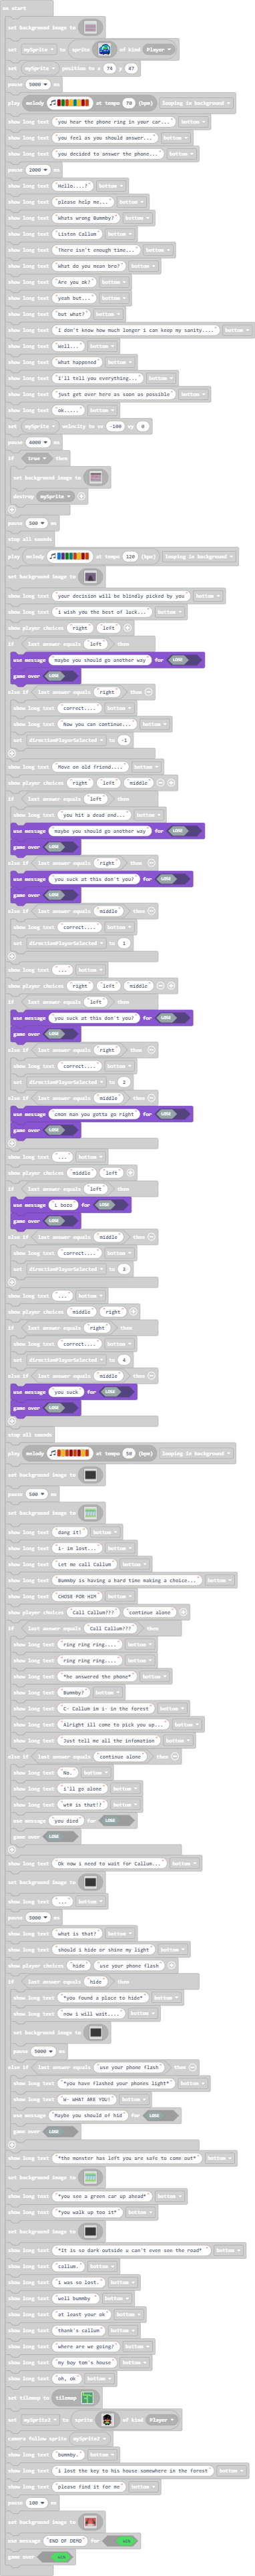 on start
set background image to
set mySprite to sprite of kind Player
set mySprite position to x 74 y 47
pause 5000 ms
play melody at tempo 70 (bpm) looping in background
show long text "you hear the phone ring in your car..." bottom
show long text "you feel as you should answer..." bottom
show long text "you decided to answer the phone..." bottom
pause 2000 ms
show long text "Hello....?" bottom
show long text "please help me..." bottom
show long text "Whats wrong Bummby?" bottom
show long text "Listen Callum" bottom
show long text "There isn't enough time..." bottom
show long text "What do you mean bro?" bottom
show long text "Are you ok?" bottom
show long text "yeah but..." bottom
show long text "but what?" bottom
show long text "I don't know how much longer i can keep my sanity...." bottom
show long text "Well..." bottom
show long text "What happened" bottom
show long text "I'll tell you everything..." bottom
show long text "Just get over here as soon as possible" bottom
show long text "ok....." bottom
set mySprite velocity to vx -100 vy 0
pause 4000 ms
if true then
set background image to
destroy mySprite
pause 500 ms
stop all sounds
play melody at tempo 120 (bpm) looping in background
set background image to
show long text "your decision will be blindly picked by you" bottom
show long text "i wish you the best of luck..." bottom
show player choices "right" "left"
if last answer equals "left" then
use message "maybe you should go another way" for LOSE
game over LOSE
else if last answer equals "right" then
show long text "correct...." bottom
show long text "Now you can continue..." bottom
set directionPlayerSelected to -1
show long text "Move on old friend...." bottom
show player choices "right" "left" "middle"
if last answer equals "left" then
show long text "you hit a dead end..." bottom
use message "maybe you should go another way" for LOSE
game over LOSE
else if last answer equals "right" then
use message "you suck at this don't you?" for LOSE
game over LOSE
else if last answer equals "middle" then
show long text "correct...." bottom
set directionPlayerSelected to 1
show long text "..." bottom
show player choices "right" "left" "middle"
if last answer equals "left" then
use message "you suck at this don't you?" for LOSE
game over LOSE
else if last answer equals "right" then
show long text "correct...." bottom
set directionPlayerSelected to 2
else if last answer equals "middle" then
use message "cmon man you gotta go right" for LOSE
game over LOSE
show long text "..." bottom
show player choices "middle" "left"
if last answer equals "left" then
use message "L bozo" for LOSE
game over LOSE
else if last answer equals "middle" then
show long text "correct...." bottom
set directionPlayerSelected to 3
show long text "..." bottom
show player choices "middle" "right"
if last answer equals "right" then
show long text "correct...." bottom
set directionPlayerSelected to 4
else if last answer equals "middle" then
use message "you suck" for LOSE
game over LOSE
stop all sounds
play melody at tempo 50 (bpm) looping in background
set background image to
pause 500 ms
set background image to
show long text "dang it!" bottom
show long text "i- im lost..." bottom
show long text "Let me call Callum" bottom
show long text "Bummby is having a hard time making a choice..." bottom
show long text "CHOSE FOR HIM" bottom
show player choices "Call Callum???" "continue alone"
if last answer equals "Call Callum???" then
show long text "ring ring ring...." bottom
show long text "ring ring ring...." bottom
show long text "*he answered the phone*" bottom
show long text "Bummby?" bottom
show long text "C- Callum im i- in the forest" bottom
show long text "Alright ill come to pick you up..." bottom
show long text "Just tell me all the infomation" bottom
else if last answer equals "continue alone" then
show long text "No." bottom
show long text "i'll go alone" bottom
show long text "wt# is that!?" bottom
use message "you died" for LOSE
game over LOSE
show long text "Ok now i need to wait for Callum..." bottom
set background image to
show long text "..." bottom
pause 5000 ms
show long text "what is that?" bottom
show long text "should i hide or shine my light" bottom
show player choices "hide" "use your phone flash"
if last answer equals "hide" then
show long text "*you found a place to hide*" bottom
show long text "now i will wait...." bottom
set background image to
pause 5000 ms
else if last answer equals "use your phone flash" then
show long text "*you have flashed your phones light*" bottom
show long text "W- WHAT ARE YOU!" bottom
use message "Maybe you should of hid" for LOSE
game over LOSE
show long text "*the monster has left you are safe to come out*" bottom
set background image to
show long text "*you see a green car up ahead*" bottom
show long text "*you walk up too it*" bottom
set background image to
show long text "*It is so dark outside u can't even see the road*" bottom
show long text "callum." bottom
show long text "i was so lost." bottom
show long text "well bummby" bottom
show long text "at least your ok" bottom
show long text "thank's callum" bottom
show long text "where are we going?" bottom
show long text "my boy tom's house" bottom
show long text "oh, ok" bottom
set tilemap to tilemap
set mySprite2 to sprite of kind Player
camera follow sprite mySprite2
show long text "bummby." bottom
show long text "i lost the key to his house somewhere in the forest" bottom
show long text "please find it for me" bottom
pause 100 ms
set background image to
use message "END OF DEMO" for WIN
game over WIN